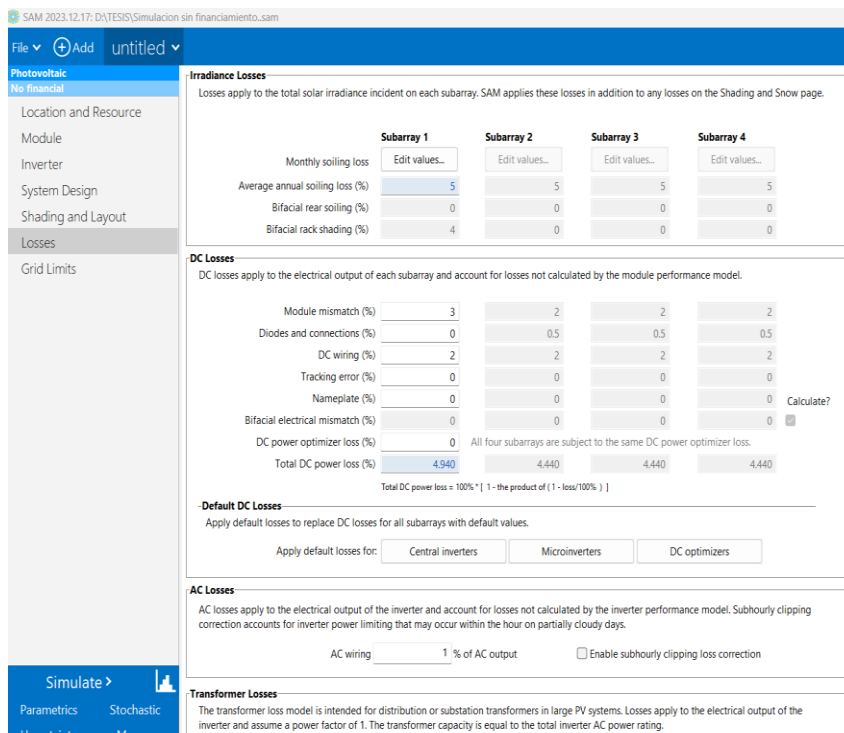 SAM 2023.12.17: D:\TESIS\Simulacion sin financiamiento..sam
File Add untitled
Photovoltaic
No financial
Location and Resource
Module
Inverter
System Design
Shading and Layout
Losses
Grid Limits
Simulate >
Parametrics Stochastic
Irradiance Losses
Losses apply to the total solar irradiance incident on each subarray. SAM applies these losses in addition to any losses on the Shading and Snow page.
Subarray 1 Subarray 2 Subarray 3 Subarray 4
Monthly soiling loss Edit values... Edit values... Edit values... Edit values...
Average annual soiling loss (%) 5 5 5 5
Bifacial rear soiling (%) 0 0 0 0
Bifacial rack shading (%) 4 0 0 0
DC Losses
DC losses apply to the electrical output of each subarray and account for losses not calculated by the module performance model.
Module mismatch (%) 3 2 2 2
Diodes and connections (%) 0 0.5 0.5 0.5
DC wiring (%) 2 2 2 2
Tracking error (%) 0 0 0 0
Nameplate (%) 0 0 0 0 Calculate?
Bifacial electrical mismatch (%) 0 0 0 0
DC power optimizer loss (%) 0 All four subarrays are subject to the same DC power optimizer loss.
Total DC power loss (%) 4.940 4.440 4.440 4.440
Total DC power loss = 100% * [ 1 - the product of ( 1 - loss/100% ) ]
Default DC Losses
Apply default losses to replace DC losses for all subarrays with default values.
Apply default losses for: Central inverters Microinverters DC optimizers
AC Losses
AC losses apply to the electrical output of the inverter and account for losses not calculated by the inverter performance model. Subhourly clipping
correction accounts for inverter power limiting that may occur within the hour on partially cloudy days.
AC wiring 1 % of AC output Enable subhourly clipping loss correction
Transformer Losses
The transformer loss model is intended for distribution or substation transformers in large PV systems. Losses apply to the electrical output of the
inverter and assume a power factor of 1. The transformer capacity is equal to the total inverter AC power rating.